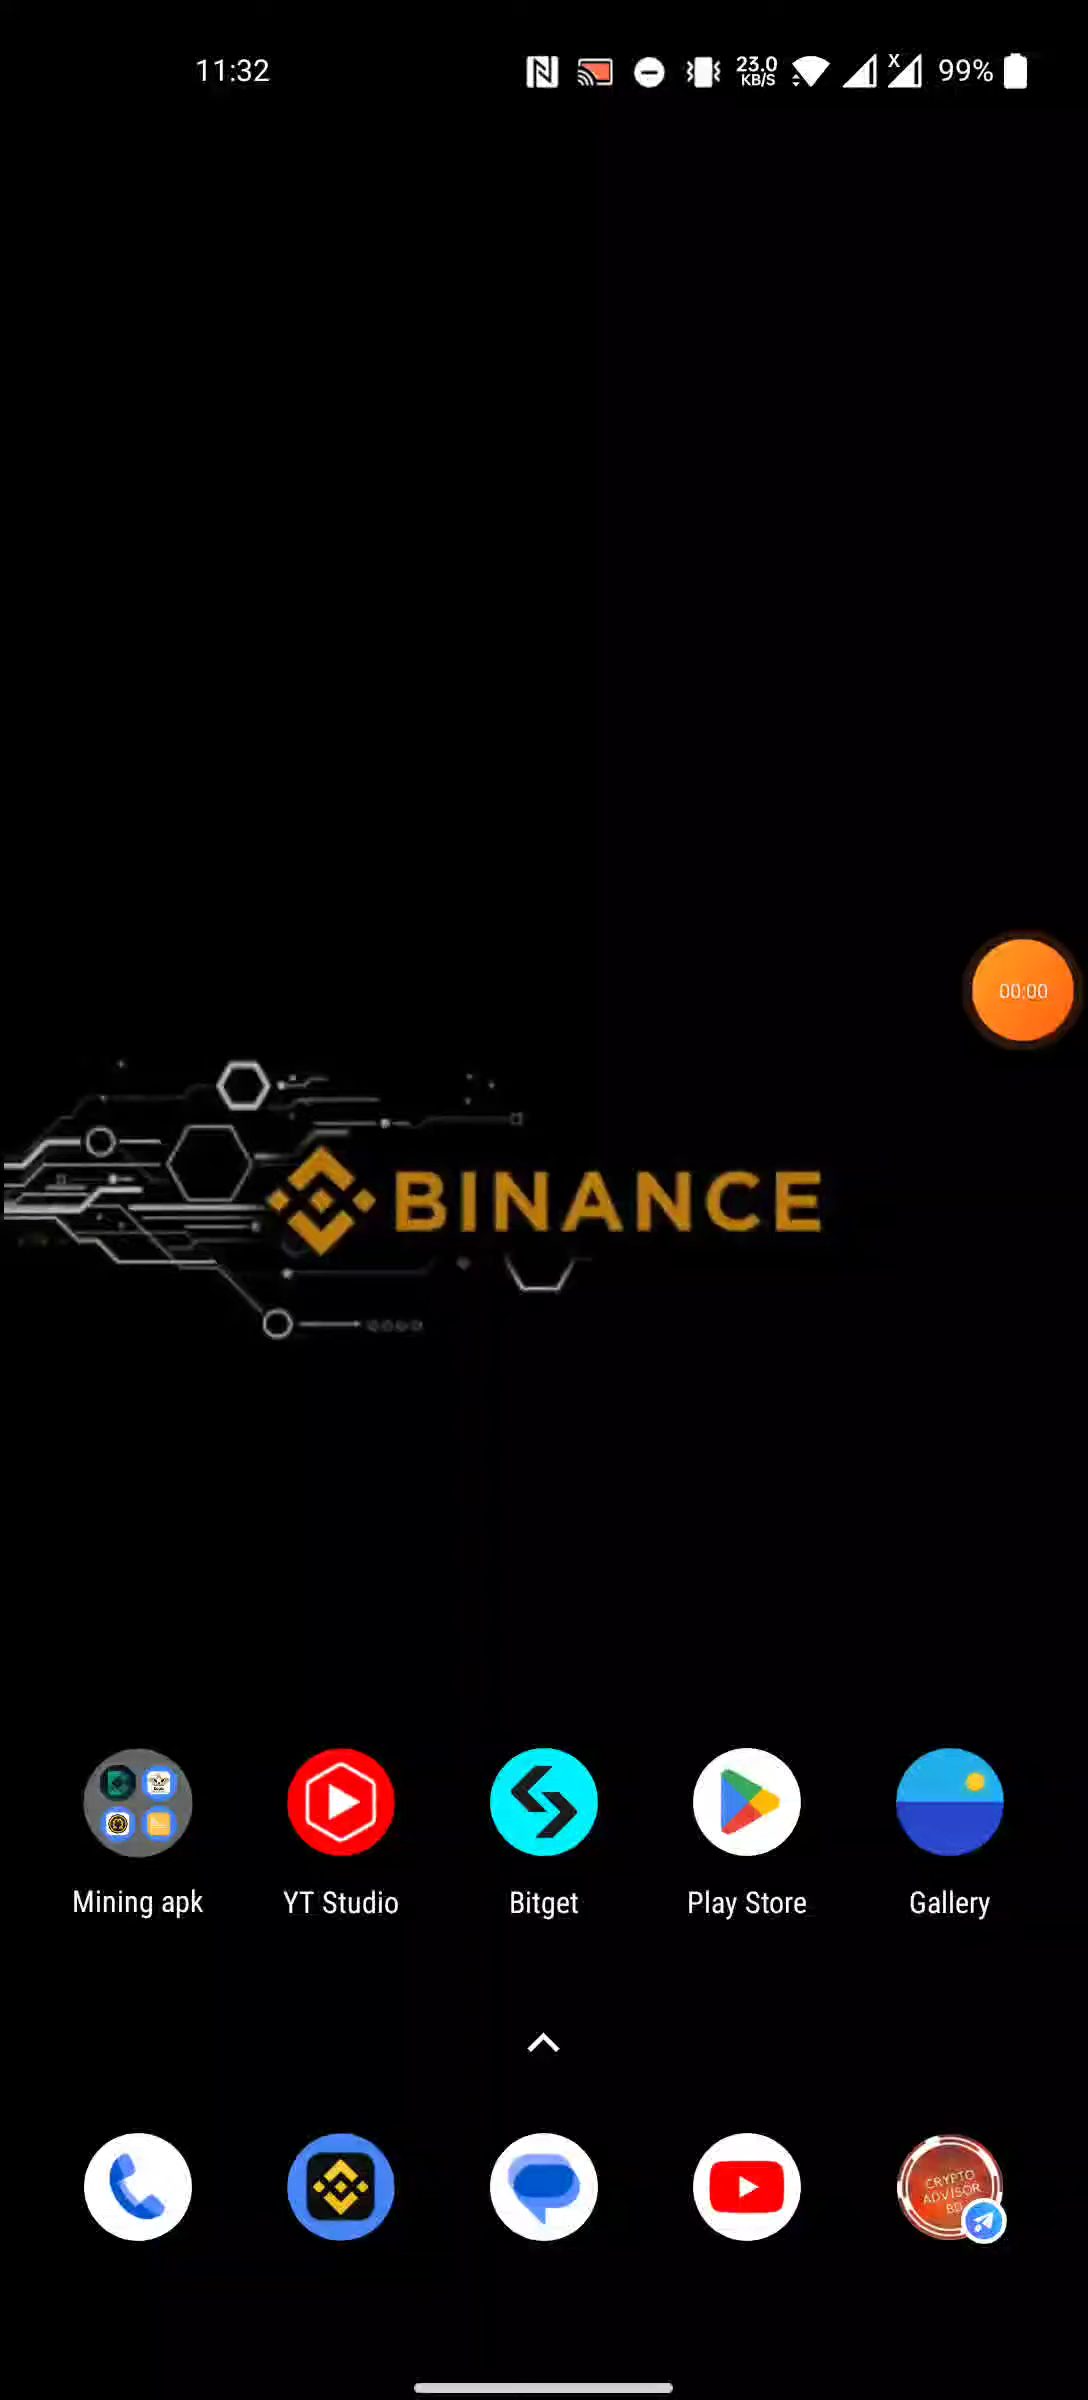 11:32 23.0 KB/S X 99%
00:00
BINANCE
Mining apk YT Studio Bitget Play Store Gallery
CRYPTO
ADVISOR
BD